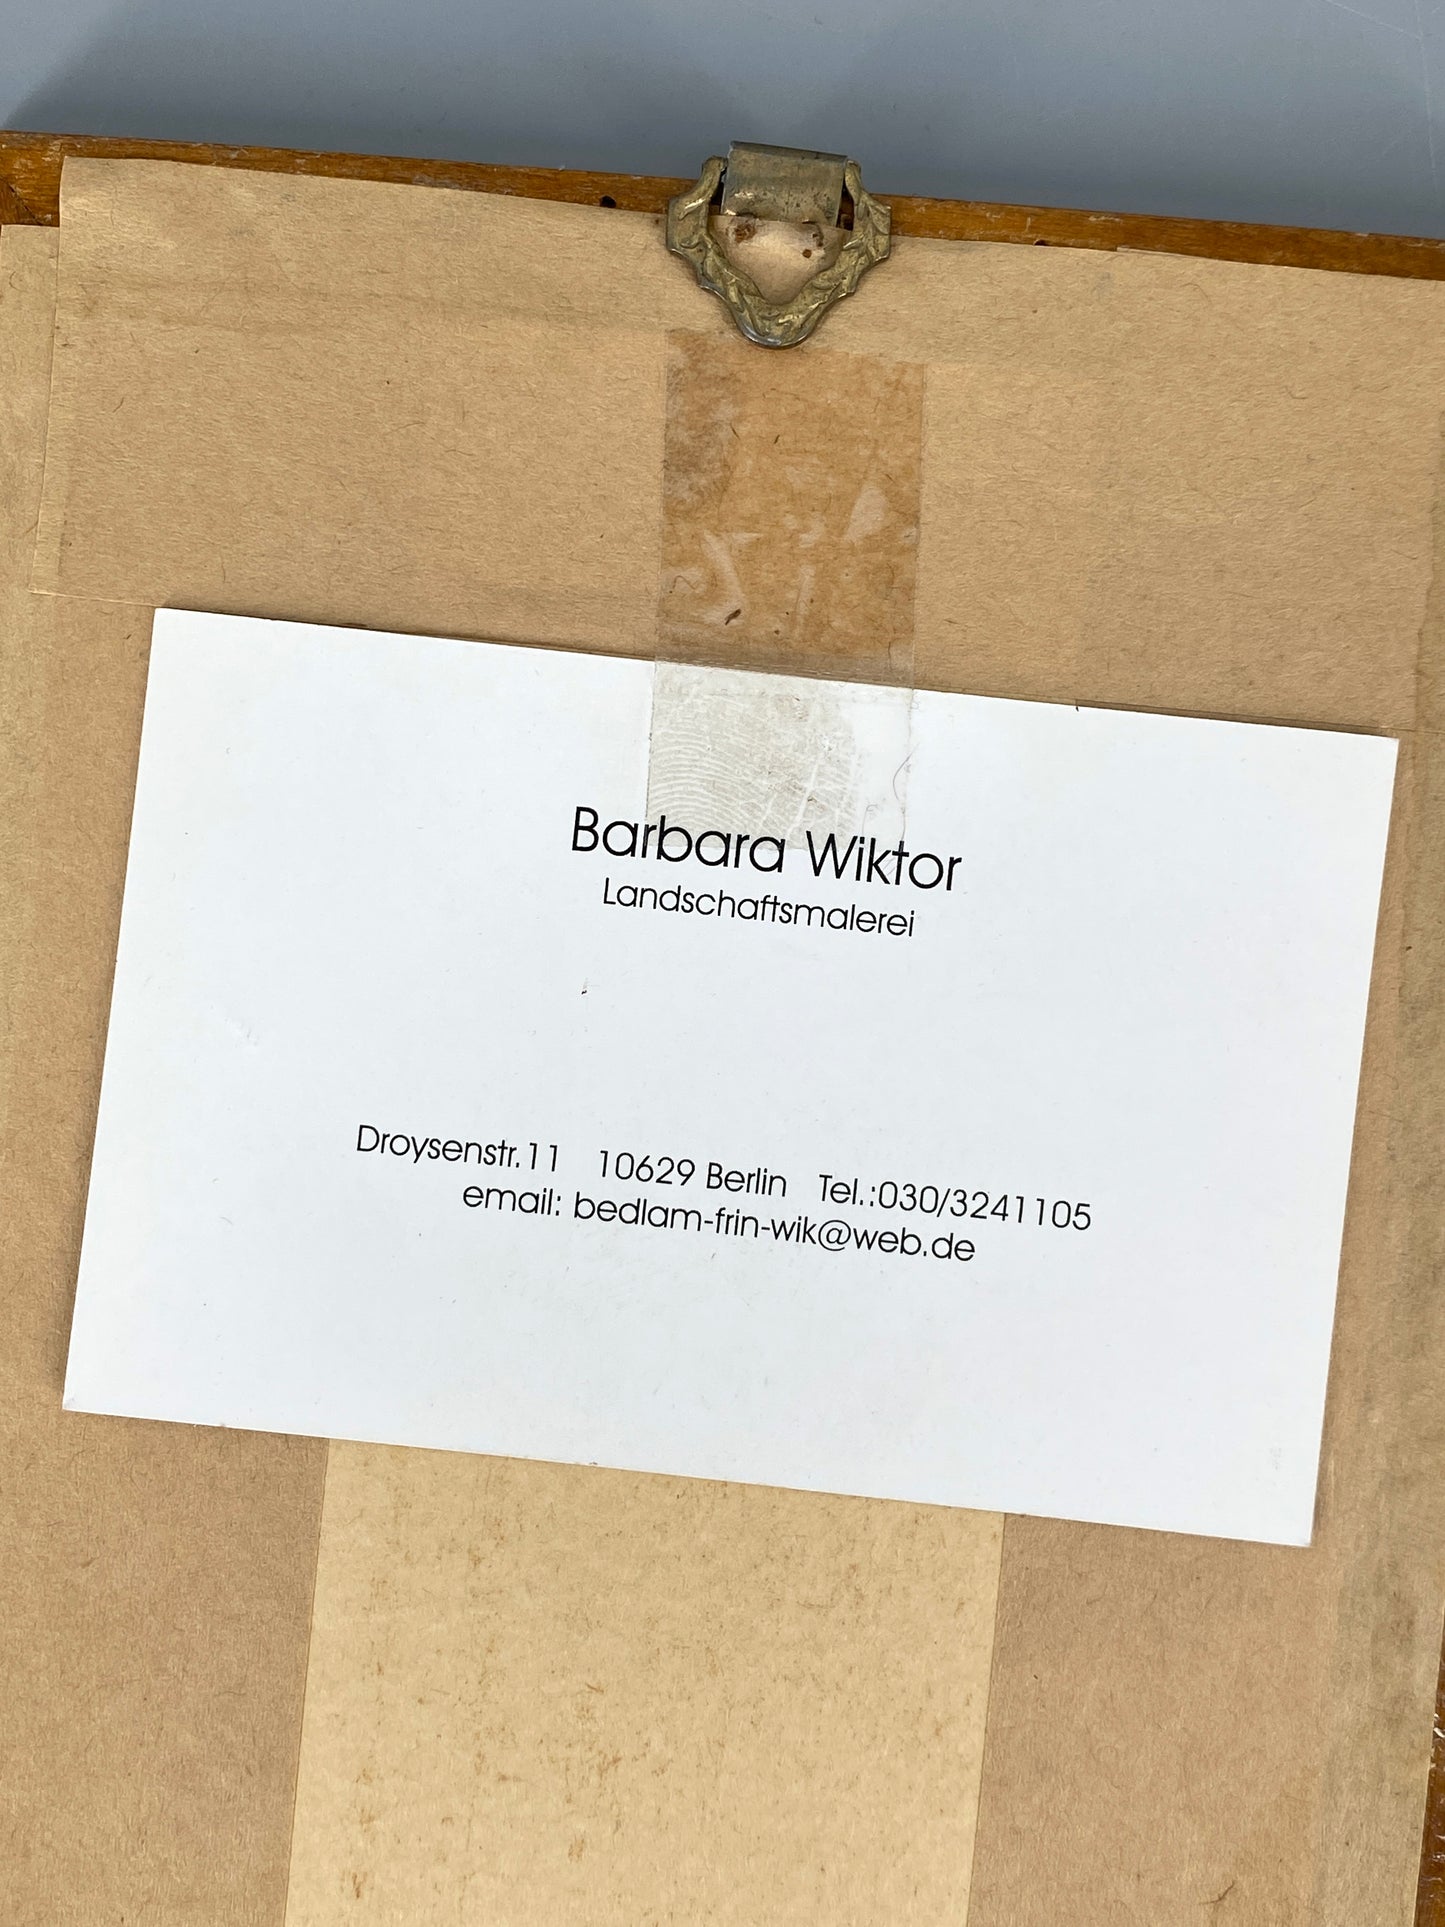 Barbara Wiktor
Landschaftsmalerei
Droysenstr.11 10629 Berlin Tel.:030/3241105
email: bedlam-frin-wik@web.de